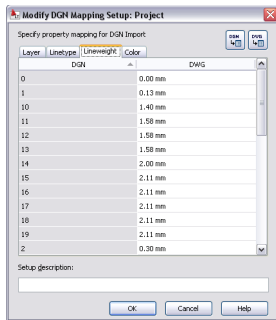 Modify DGN Mapping Setup: Project
Specify property mapping for DGN Import
DGN DWG
Layer Linetype Lineweight Color
DGN DWG
0 0.00 mm
1 0.13 mm
10 1.40 mm
11 1.58 mm
12 1.58 mm
13 1.58 mm
14 2.00 mm
15 2.11 mm
16 2.11 mm
17 2.11 mm
18 2.11 mm
19 2.11 mm
2 0.30 mm
Setup description:
OK Cancel Help